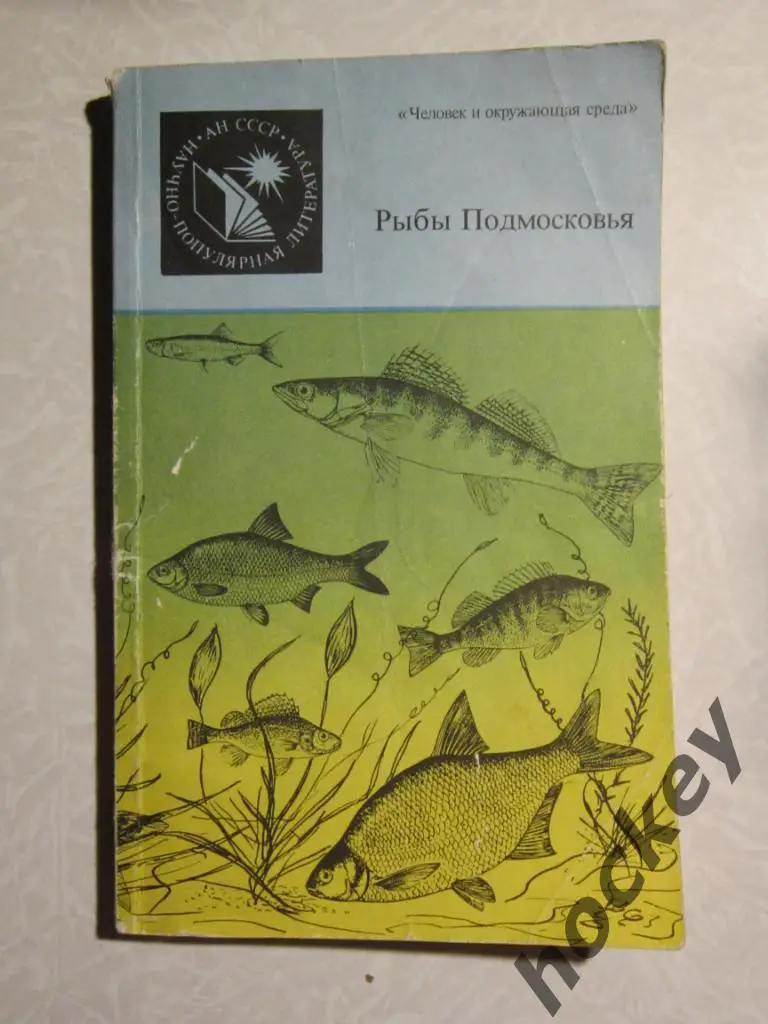 «Человек и окружающая среда»
НАУЧНО-ПОПУЛЯРНАЯ ЛИТЕРАТУРА • АН СССР •
Рыбы Подмосковья
hockey